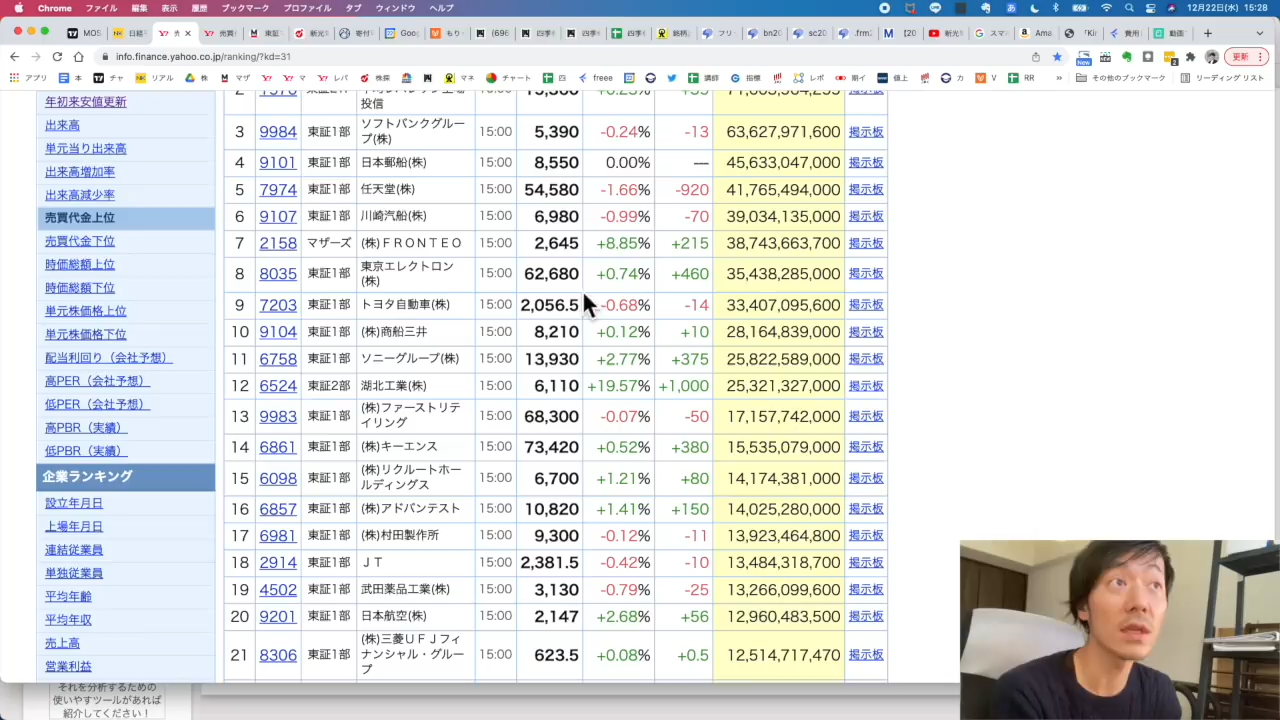 Chrome ファイル 編集 表示 履歴 ブックマーク プロファイル タブ ウィンドウ ヘルプ 12月22日(水) 15:28
info.finance.yahoo.co.jp/ranking/?kd=31 更新
アプリ 本 チャ リアル 株 マザ マ レバ 株探 マネ チャート 四 freee 講師 指標 レポ 期イ 値上 カ V RR その他のブックマーク リーディング リスト
年初来安値更新
出来高
単元当り出来高
出来高増加率
出来高減少率
売買代金上位
売買代金下位
時価総額上位
時価総額下位
単元株価格上位
単元株価格下位
配当利回り（会社予想）
高PER（会社予想）
低PER（会社予想）
高PBR（実績）
低PBR（実績）
企業ランキング
設立年月日
上場年月日
連結従業員
単独従業員
平均年齢
平均年収
売上高
営業利益
投信
3 9984 東証1部 ソフトバンクグループ(株) 15:00 5,390 -0.24% -13 63,627,971,600 掲示板
4 9101 東証1部 日本郵船(株) 15:00 8,550 0.00% --- 45,633,047,000 掲示板
5 7974 東証1部 任天堂(株) 15:00 54,580 -1.66% -920 41,765,494,000 掲示板
6 9107 東証1部 川崎汽船(株) 15:00 6,980 -0.99% -70 39,034,135,000 掲示板
7 2158 マザーズ (株)ＦＲＯＮＴＥＯ 15:00 2,645 +8.85% +215 38,743,663,700 掲示板
8 8035 東証1部 東京エレクトロン(株) 15:00 62,680 +0.74% +460 35,438,285,000 掲示板
9 7203 東証1部 トヨタ自動車(株) 15:00 2,056.5 -0.68% -14 33,407,095,600 掲示板
10 9104 東証1部 (株)商船三井 15:00 8,210 +0.12% +10 28,164,839,000 掲示板
11 6758 東証1部 ソニーグループ(株) 15:00 13,930 +2.77% +375 25,822,589,000 掲示板
12 6524 東証2部 湖北工業(株) 15:00 6,110 +19.57% +1,000 25,321,327,000 掲示板
13 9983 東証1部 (株)ファーストリテイリング 15:00 68,300 -0.07% -50 17,157,742,000 掲示板
14 6861 東証1部 (株)キーエンス 15:00 73,420 +0.52% +380 15,535,079,000 掲示板
15 6098 東証1部 (株)リクルートホールディングス 15:00 6,700 +1.21% +80 14,174,381,000 掲示板
16 6857 東証1部 (株)アドバンテスト 15:00 10,820 +1.41% +150 14,025,280,000 掲示板
17 6981 東証1部 (株)村田製作所 15:00 9,300 -0.12% -11 13,923,464,800 掲示板
18 2914 東証1部 ＪＴ 15:00 2,381.5 -0.42% -10 13,484,318,700 掲示板
19 4502 東証1部 武田薬品工業(株) 15:00 3,130 -0.79% -25 13,266,099,600 掲示板
20 9201 東証1部 日本航空(株) 15:00 2,147 +2.68% +56 12,960,483,500 掲示板
21 8306 東証1部 (株)三菱ＵＦＪフィナンシャル・グループ 15:00 623.5 +0.08% +0.5 12,514,717,470 掲示板
それを分析するための
使いやすツールがあれば
紹介してください！